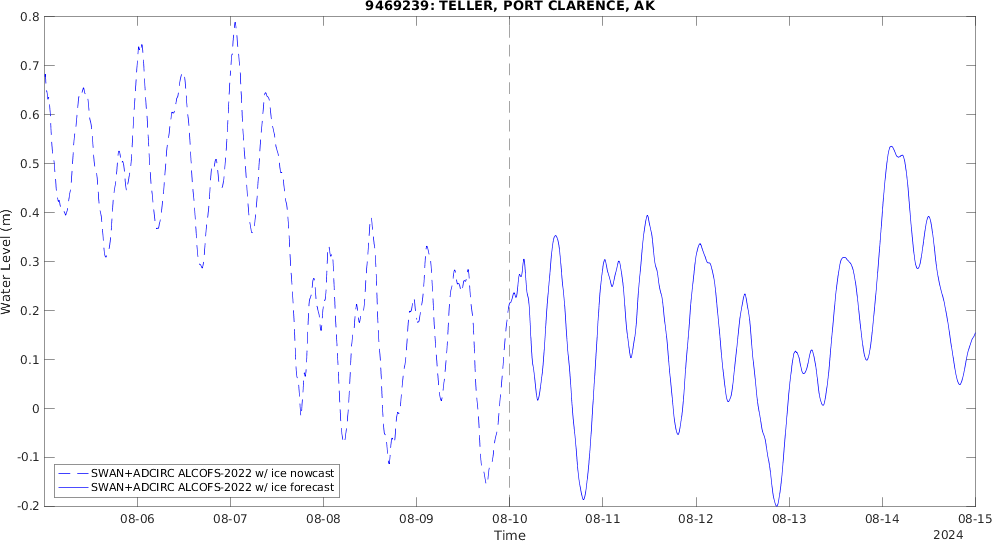 9469239: TELLER, PORT CLARENCE, AK
0.8
0.7
0.6
0.5
0.4
0.3
0.2
0.1
0
-0.1
-0.2
Water Level (m)
SWAN+ADCIRC ALCOFS-2022 w/ ice nowcast
SWAN+ADCIRC ALCOFS-2022 w/ ice forecast
08-06 08-07 08-08 08-09 08-10 08-11 08-12 08-13 08-14 08-15
Time
2024